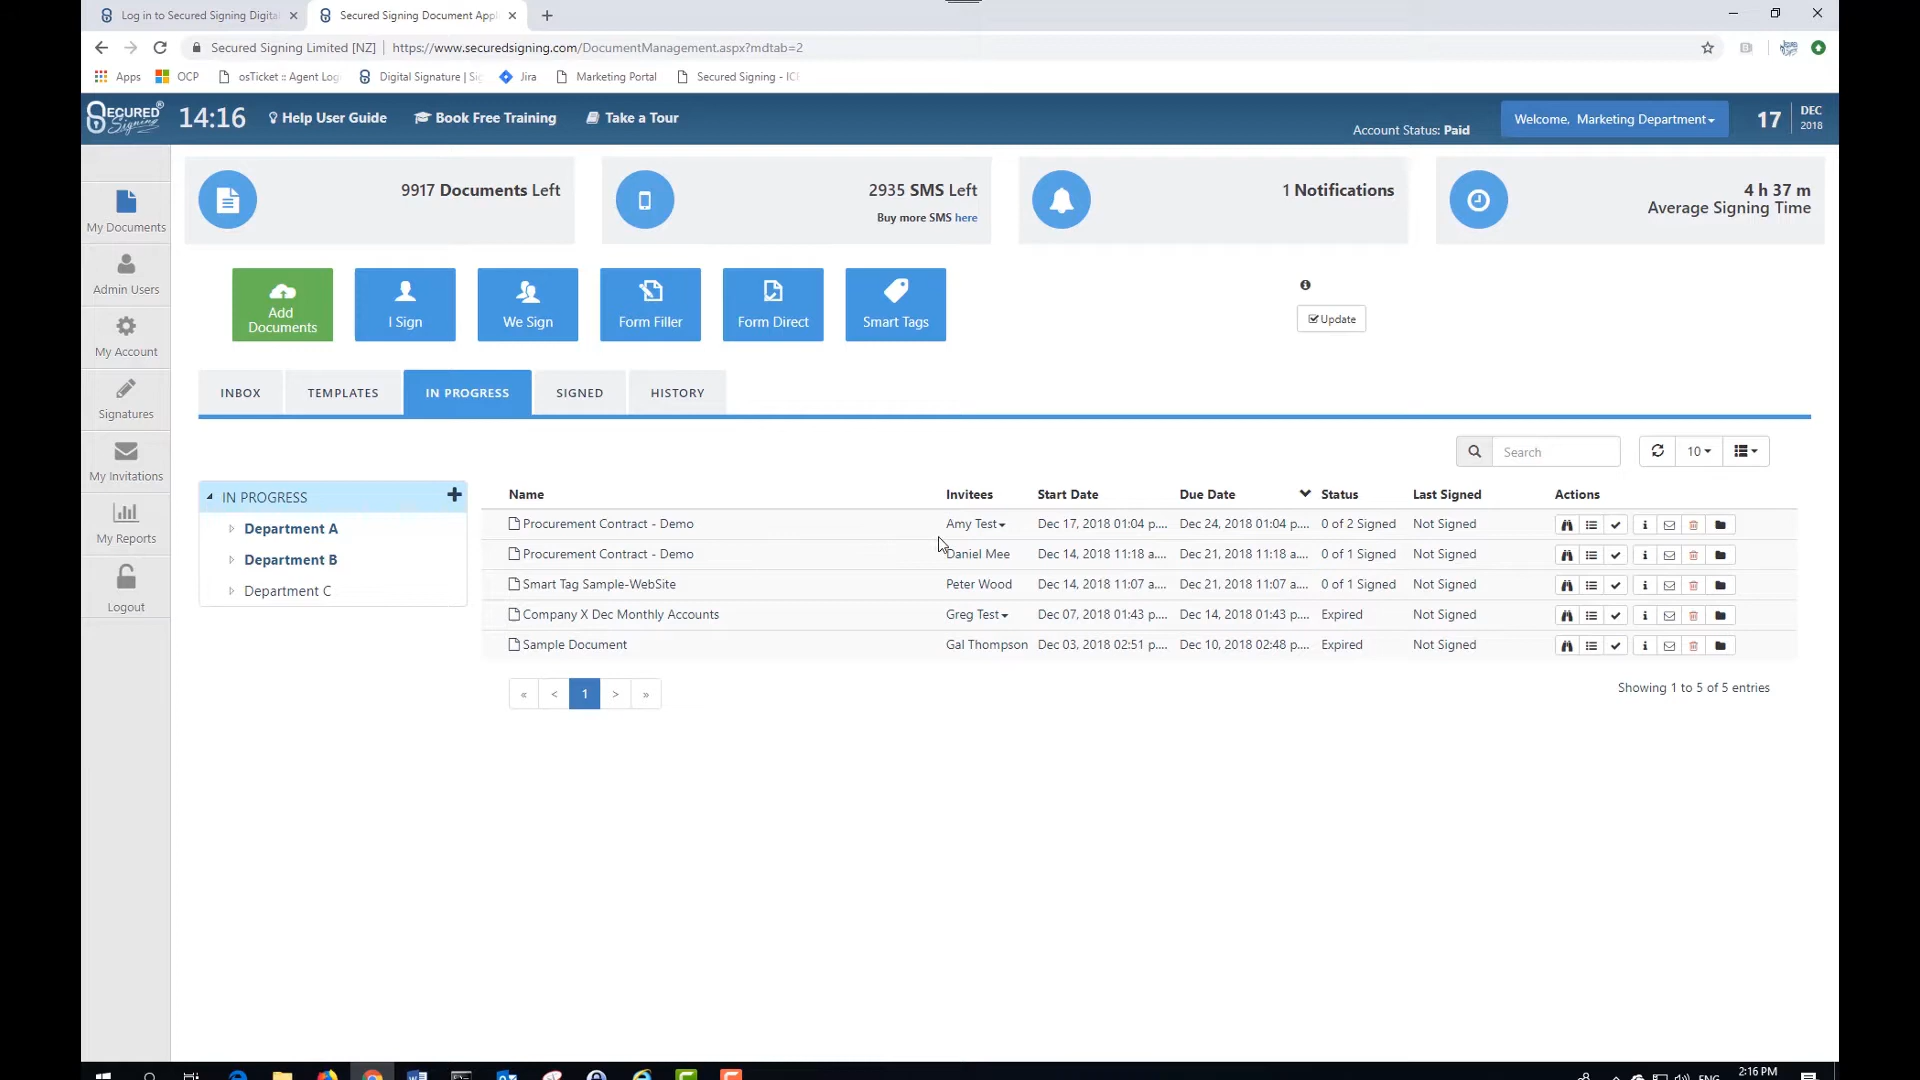 Log in to Secured Signing Digita
Secured Signing Document Appl
Secured Signing Limited [NZ]
https://www.securedsigning.com/DocumentManagement.aspx?mdtab=2
Apps
OCP
osTicket :: Agent Log
Digital Signature | Si
Jira
Marketing Portal
Secured Signing - ICI
SECURED Signing
14:16
Help User Guide
Book Free Training
Take a Tour
Account Status: Paid
Welcome, Marketing Department
17 DEC 2018
My Documents
Admin Users
My Account
Signatures
My Invitations
My Reports
Logout
9917 Documents Left
2935 SMS Left
Buy more SMS here
1 Notifications
4 h 37 m
Average Signing Time
Add Documents
I Sign
We Sign
Form Filler
Form Direct
Smart Tags
Update
INBOX
TEMPLATES
IN PROGRESS
SIGNED
HISTORY
Search
10
IN PROGRESS
Department A
Department B
Department C
Name Invitees Start Date Due Date Status Last Signed Actions
Procurement Contract - Demo Amy Test Dec 17, 2018 01:04 p.... Dec 24, 2018 01:04 p.... 0 of 2 Signed Not Signed
Procurement Contract - Demo Daniel Mee Dec 14, 2018 11:18 a.... Dec 21, 2018 11:18 a.... 0 of 1 Signed Not Signed
Smart Tag Sample-WebSite Peter Wood Dec 14, 2018 11:07 a.... Dec 21, 2018 11:07 a.... 0 of 1 Signed Not Signed
Company X Dec Monthly Accounts Greg Test Dec 07, 2018 01:43 p.... Dec 14, 2018 01:43 p.... Expired Not Signed
Sample Document Gal Thompson Dec 03, 2018 02:51 p.... Dec 10, 2018 02:48 p.... Expired Not Signed
« < 1 > »
Showing 1 to 5 of 5 entries
ENG
2:16 PM